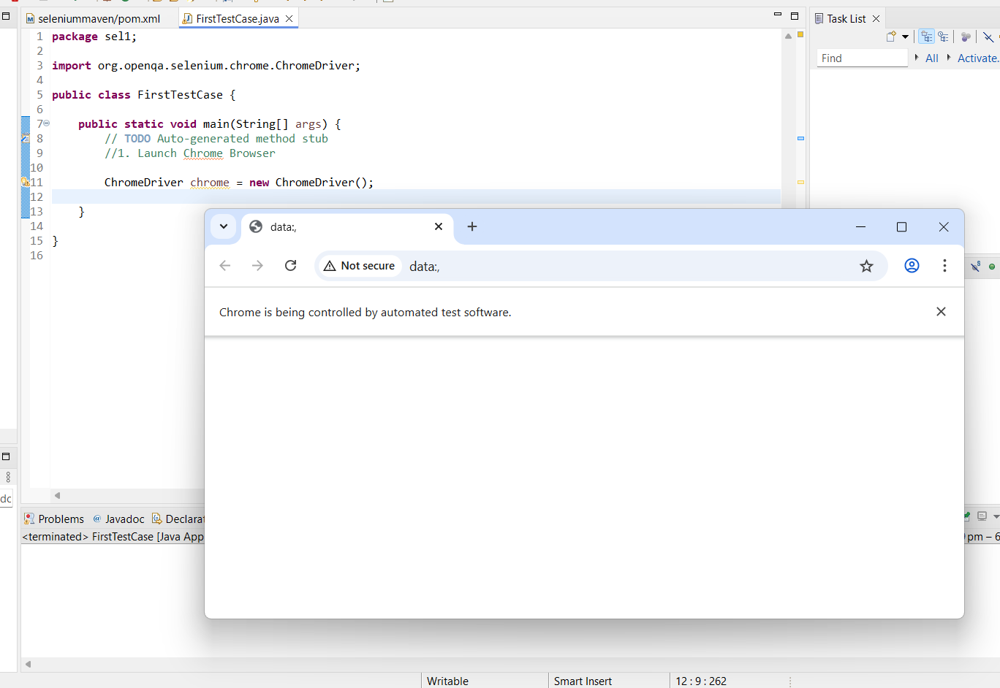 seleniummaven/pom.xml
FirstTestCase.java
1 package sel1;
2
3 import org.openqa.selenium.chrome.ChromeDriver;
4
5 public class FirstTestCase {
6
7 public static void main(String[] args) {
8 // TODO Auto-generated method stub
9 //1. Launch Chrome Browser
10
11 ChromeDriver chrome = new ChromeDriver();
12
13 }
14
15 }
16
Task List
Find
All
Activate.
data:,
Not secure
data:,
Chrome is being controlled by automated test software.
Problems
@ Javadoc
Declarat
<terminated> FirstTestCase [Java App
pm – 6
Writable
Smart Insert
12 : 9 : 262